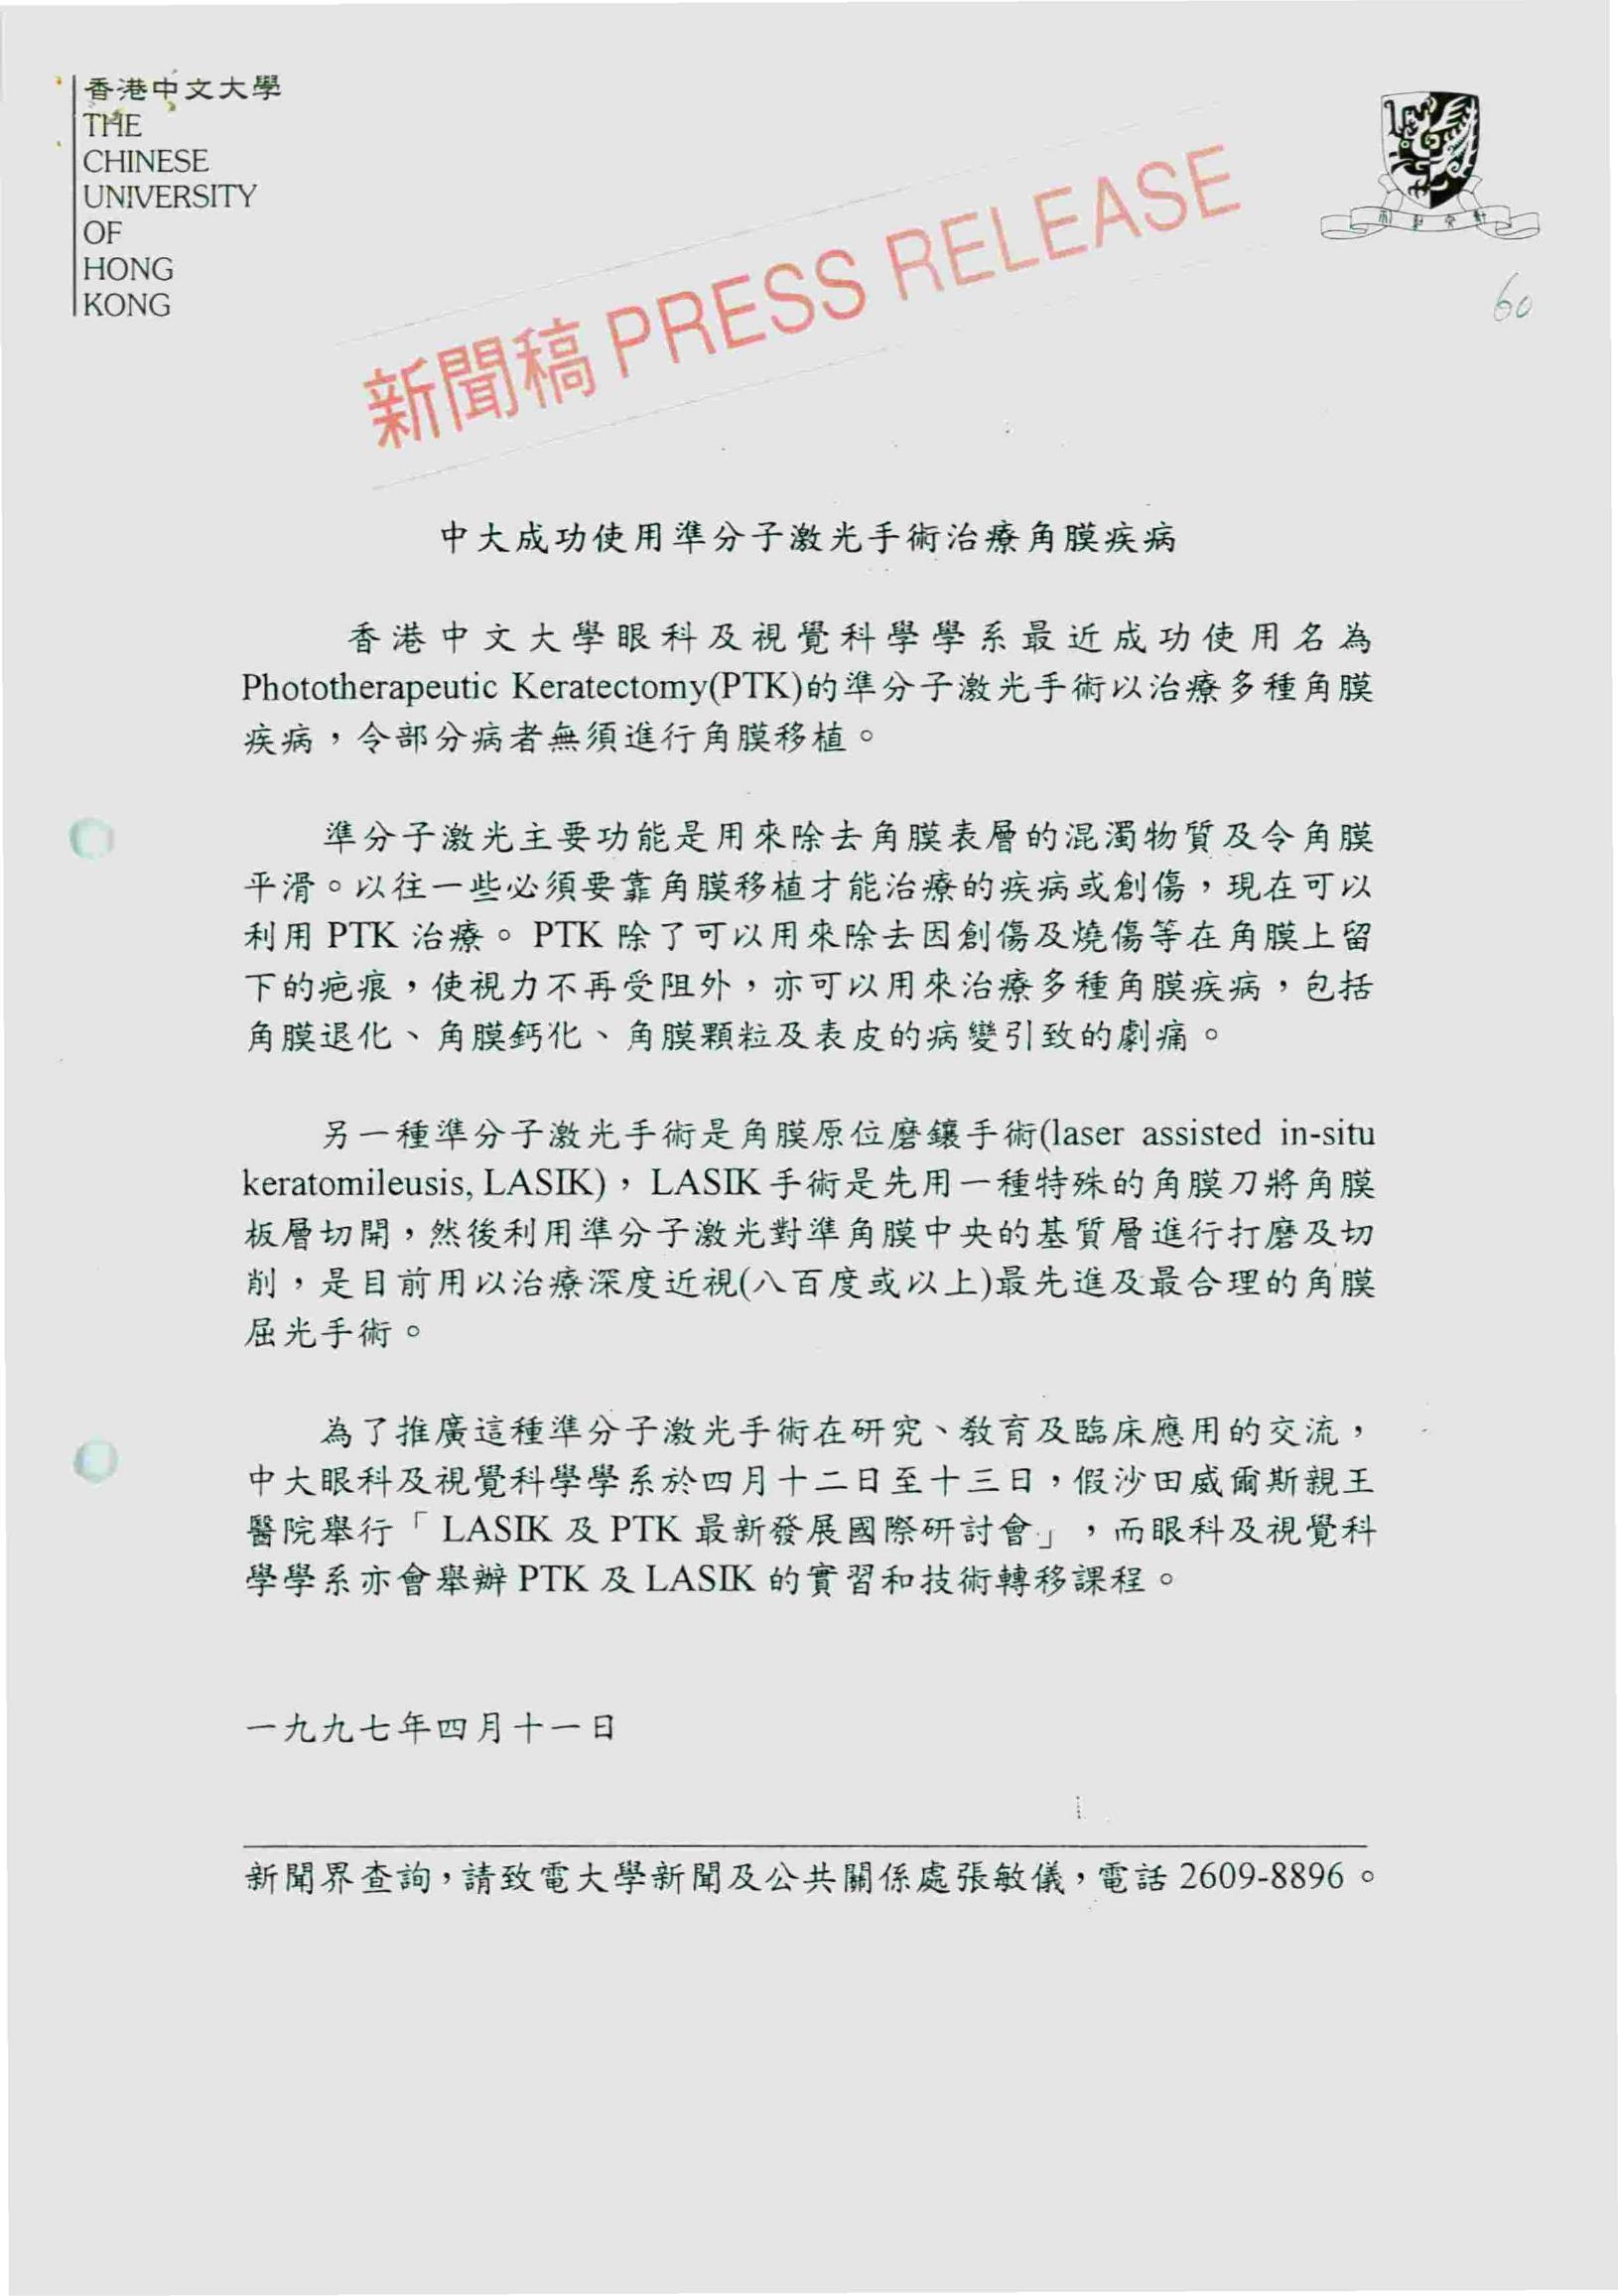 香港中文大學
THE
CHINESE
UNIVERSITY
OF
HONG
KONG
新聞稿 PRESS RELEASE
60
中大成功使用準分子激光手術治療角膜疾病
香港中文大學眼科及視覺科學學系最近成功使用名為
Phototherapeutic Keratectomy(PTK)的準分子激光手術以治療多種角膜
疾病，令部分病者無須進行角膜移植。
準分子激光主要功能是用來除去角膜表層的混濁物質及令角膜
平滑。以往一些必須要靠角膜移植才能治療的疾病或創傷，現在可以
利用 PTK 治療。 PTK 除了可以用來除去因創傷及燒傷等在角膜上留
下的疤痕，使視力不再受阻外，亦可以用來治療多種角膜疾病，包括
角膜退化、角膜鈣化、角膜顆粒及表皮的病變引致的劇痛。
另一種準分子激光手術是角膜原位磨鑲手術(laser assisted in-situ
keratomileusis, LASIK)， LASIK 手術是先用一種特殊的角膜刀將角膜
板層切開，然後利用準分子激光對準角膜中央的基質層進行打磨及切
削，是目前用以治療深度近視(八百度或以上)最先進及最合理的角膜
屈光手術。
為了推廣這種準分子激光手術在研究、教育及臨床應用的交流，
中大眼科及視覺科學學系於四月十二日至十三日，假沙田威爾斯親王
醫院舉行「 LASIK 及 PTK 最新發展國際研討會」，而眼科及視覺科
學學系亦會舉辦 PTK 及 LASIK 的實習和技術轉移課程。
一九九七年四月十一日
新聞界查詢，請致電大學新聞及公共關係處張敏儀，電話 2609-8896。